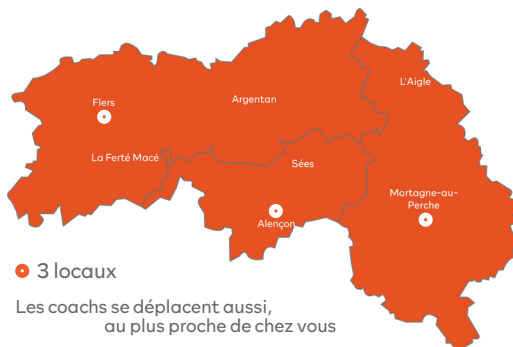 L'Aigle
Flers
Argentan
La Ferté Macé
Sées
Mortagne-au-
Perche
Alençon
3 locaux
Les coachs se déplacent aussi,
au plus proche de chez vous